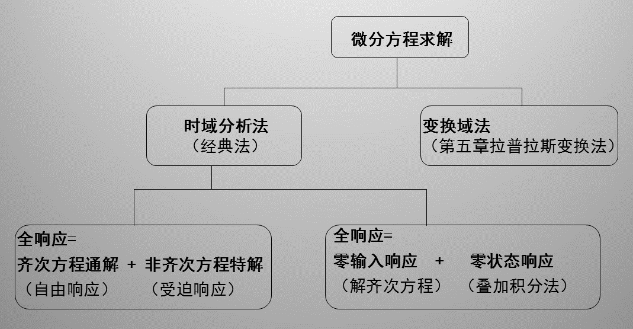 微分方程求解
时域分析法
（经典法）
变换域法
（第五章拉普拉斯变换法）
全响应=
齐次方程通解 + 非齐次方程特解
（自由响应） （受迫响应）
全响应=
零输入响应 + 零状态响应
（解齐次方程） （叠加积分法）